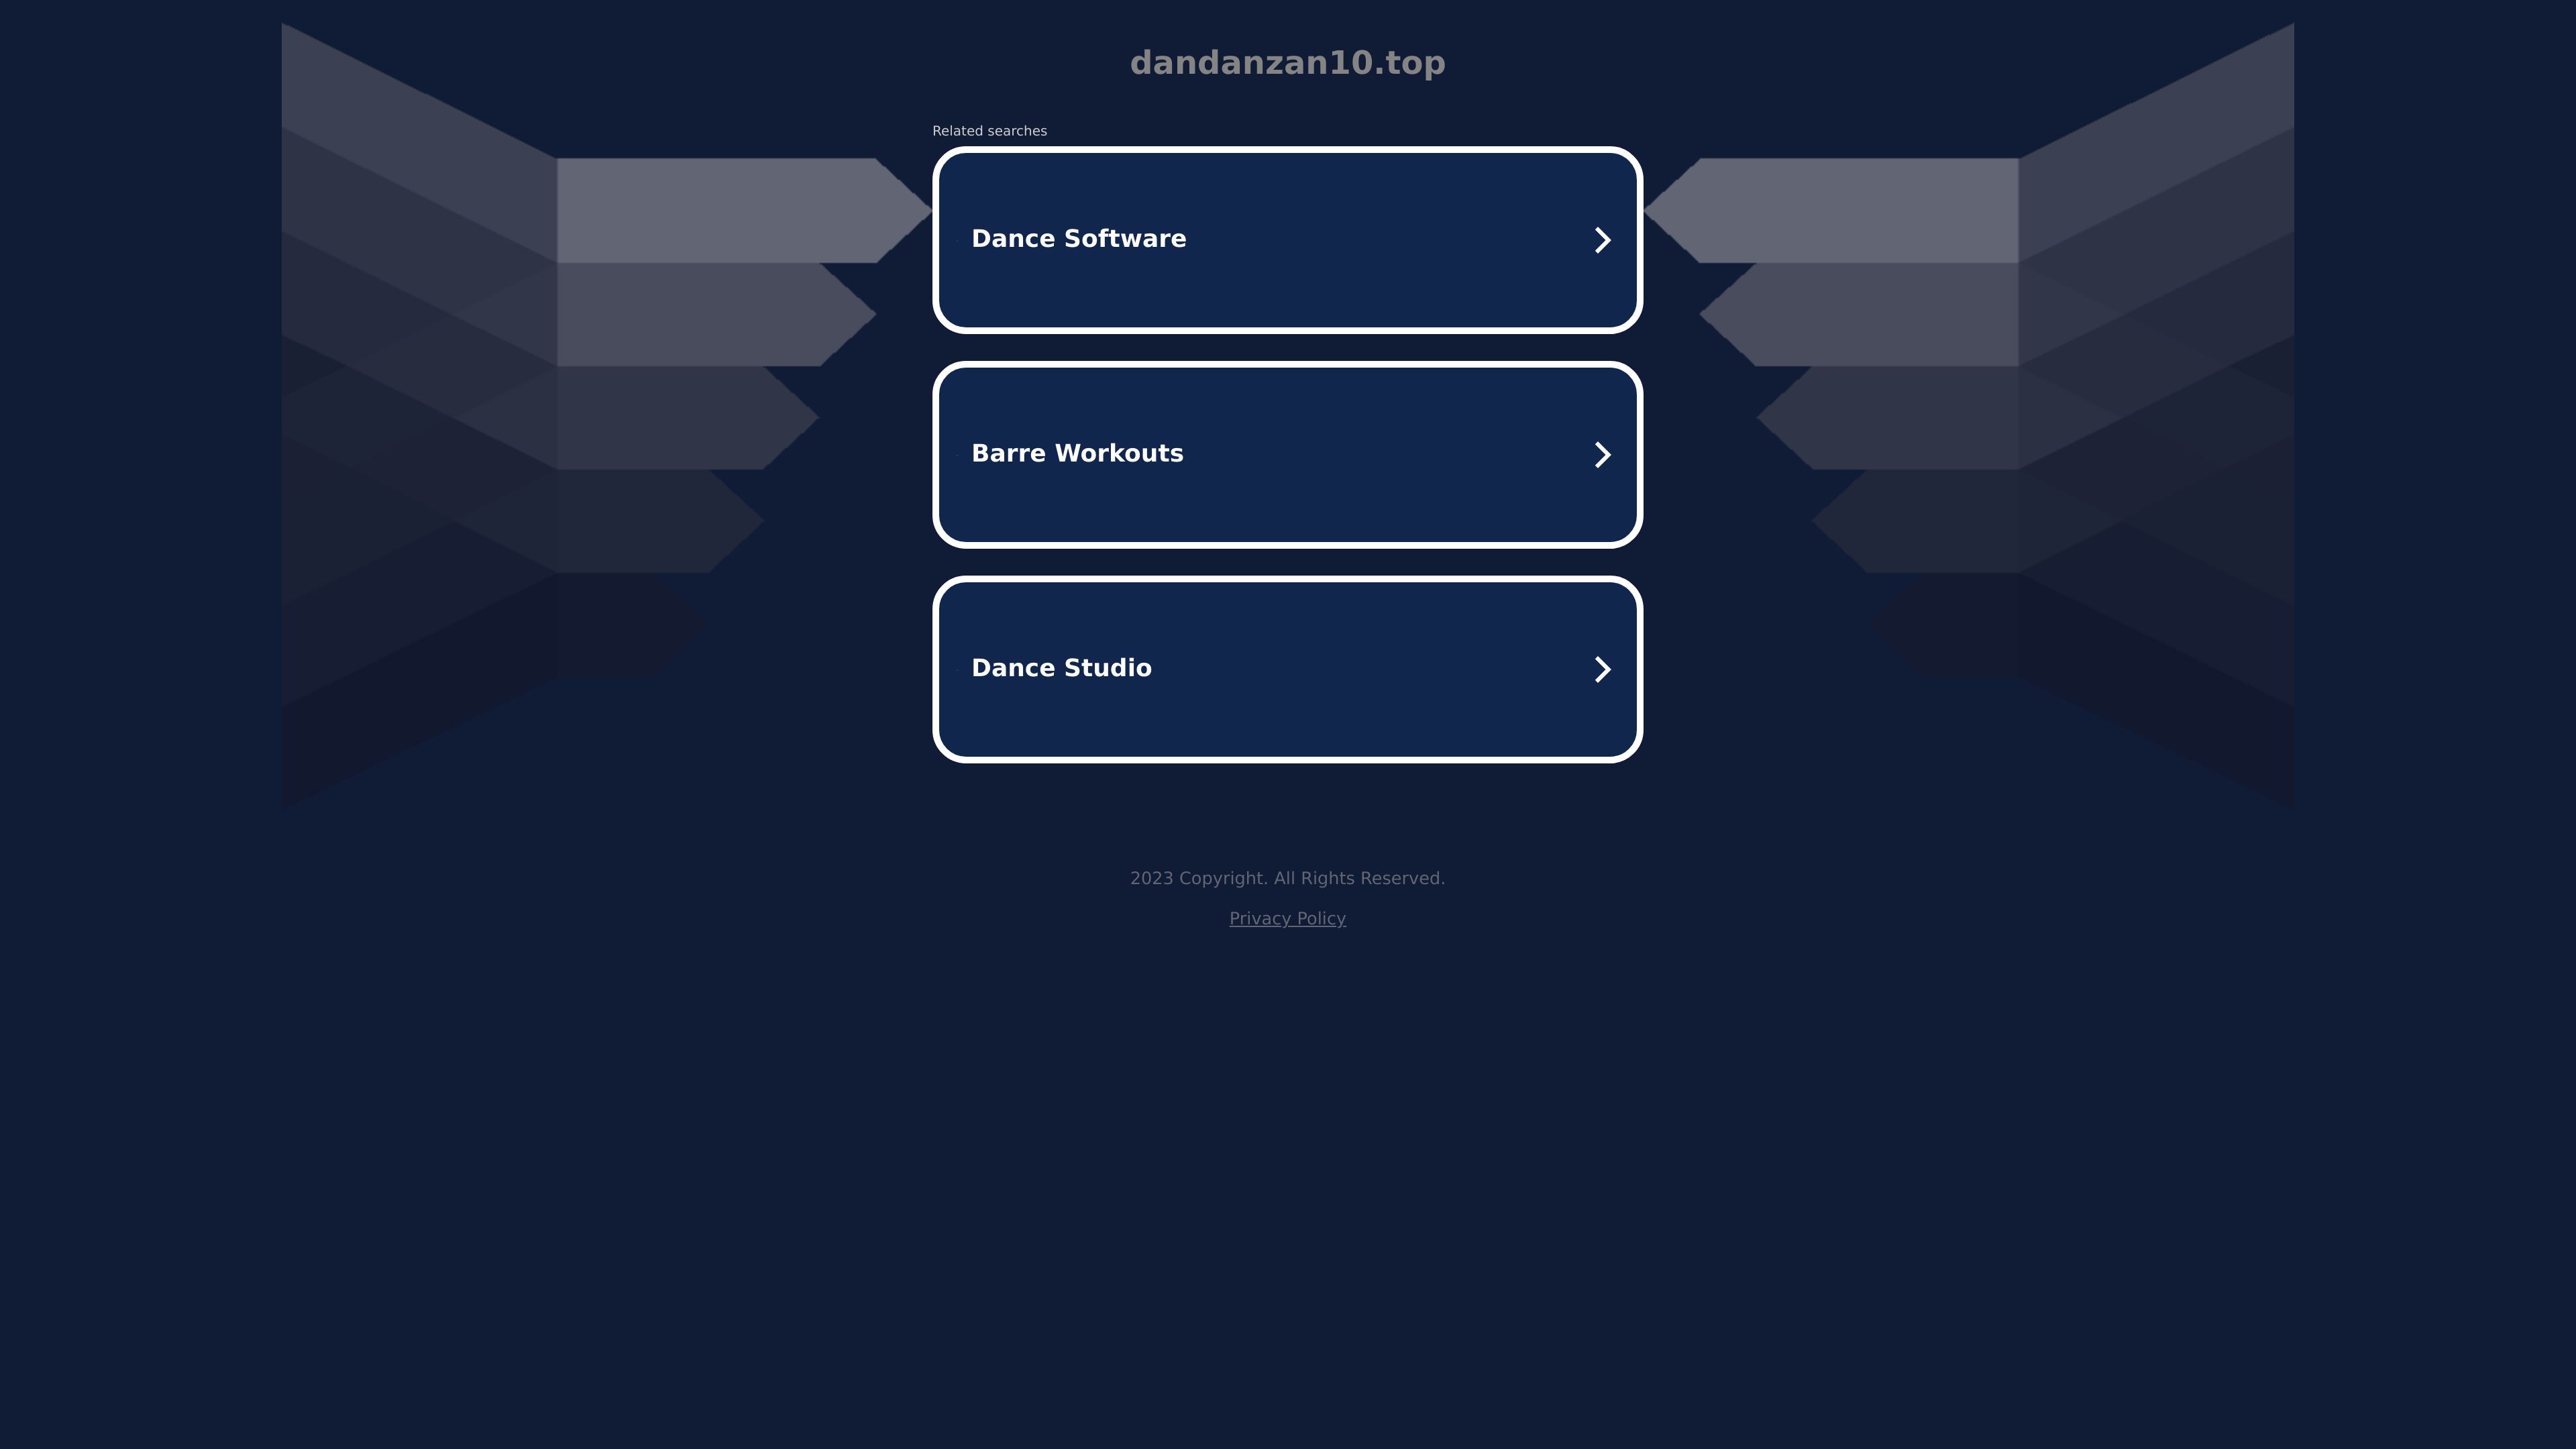 dandanzan10.top
Related searches
Dance Software
Barre Workouts
Dance Studio
2023 Copyright. All Rights Reserved.
Privacy Policy